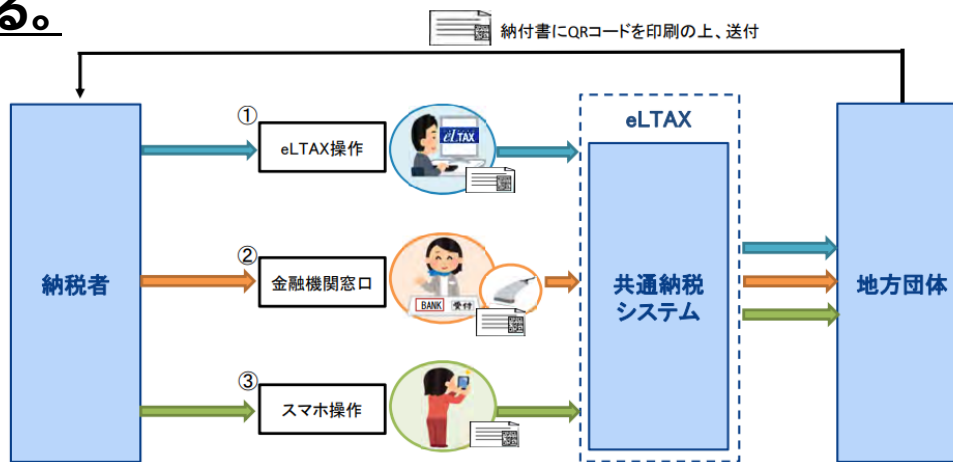 る。
納付書にQRコードを印刷の上、送付
①
eLTAX操作
eLTAX
eLTAX
②
金融機関窓口
納税者
共通納税
システム
地方団体
BANK 受付
③
スマホ操作